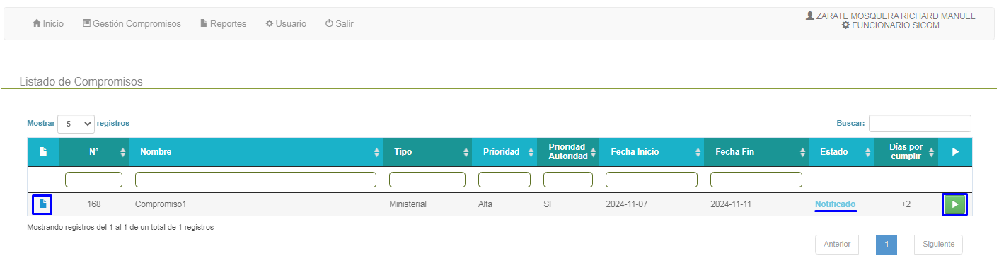 Inicio Gestión Compromisos Reportes Usuario Salir
ZARATE MOSQUERA RICHARD MANUEL
FUNCIONARIO SICOM
Listado de Compromisos
Mostrar 5 registros Buscar:
N° Nombre Tipo Prioridad Prioridad Autoridad Fecha Inicio Fecha Fin Estado Días por cumplir
168 Compromiso1 Ministerial Alta SI 2024-11-07 2024-11-11 Notificado +2
Mostrando registros del 1 al 1 de un total de 1 registros
Anterior 1 Siguiente